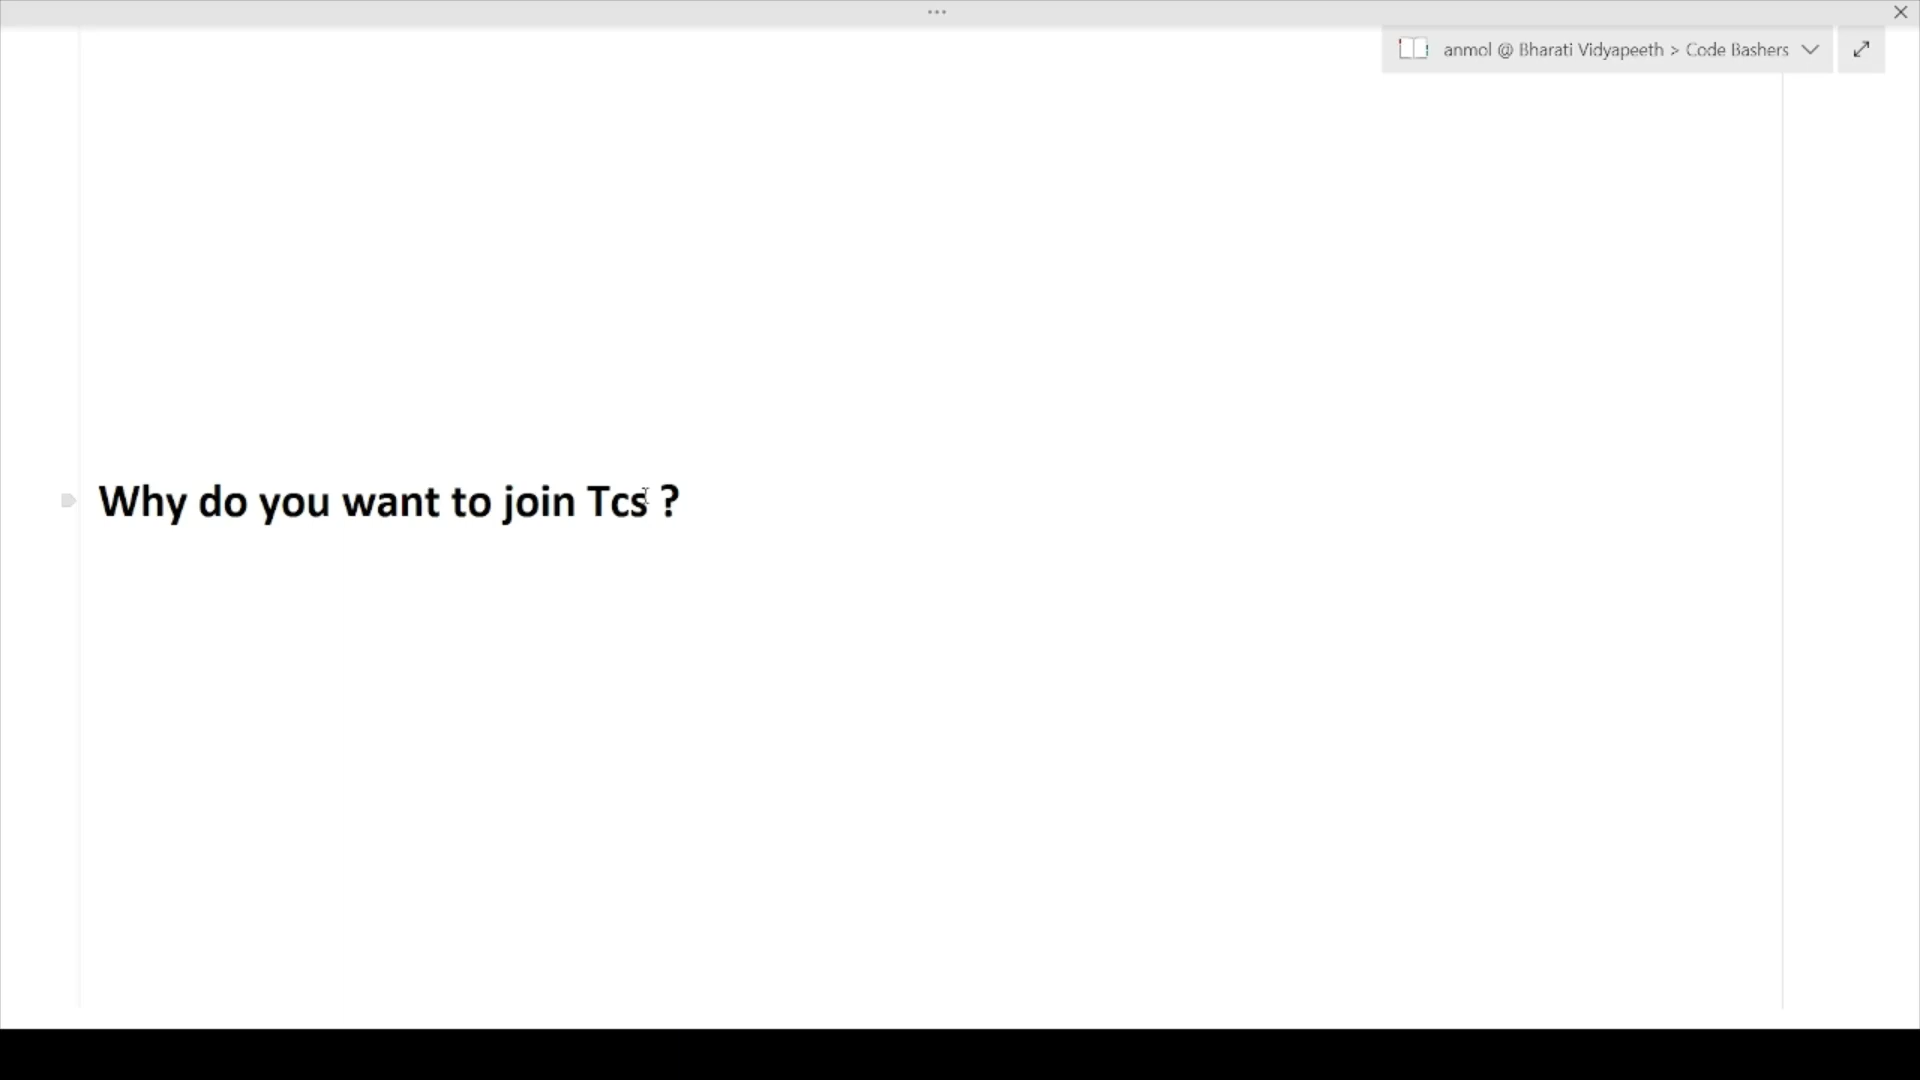 anmol @ Bharati Vidyapeeth > Code Bashers
Why do you want to join Tcs ?